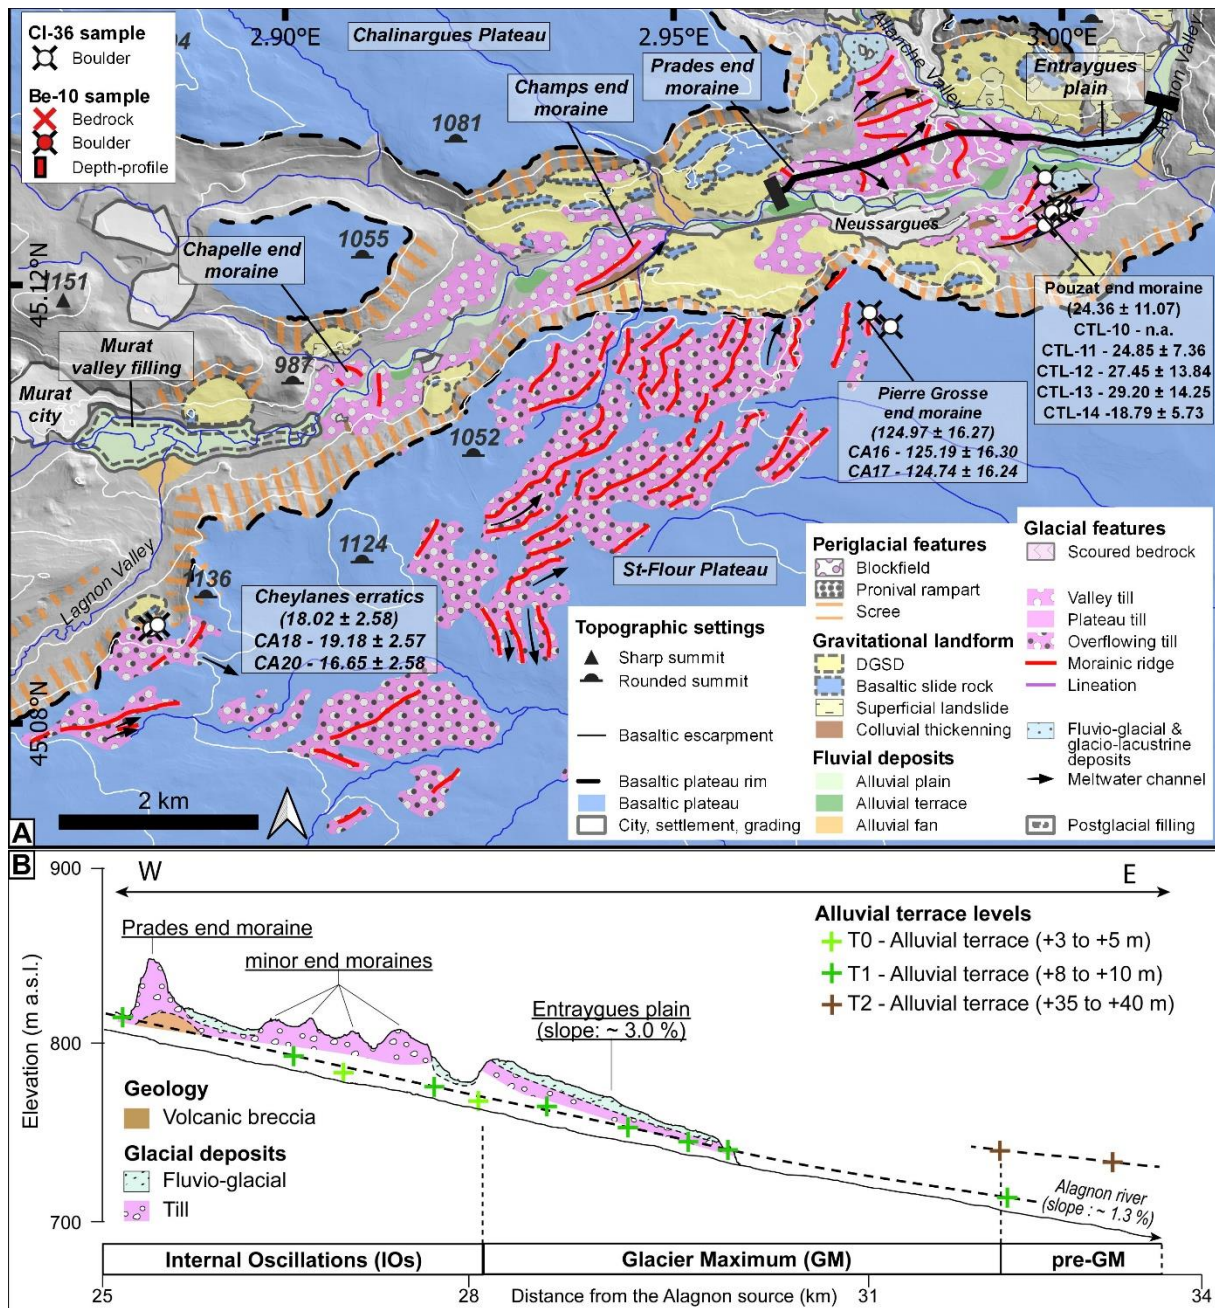 Cl-36 sample
Boulder
Be-10 sample
Bedrock
Boulder
Depth-profile
2.90°E
2.95°E
3.00°E
Chalinargues Plateau
Allanche Valley
Alagnon Valley
Prades end
moraine
Entraygues
plain
Champs end
moraine
1081
Chapelle end
moraine
1055
Neussargues
1151
45.12°N
Pouzat end moraine
(24.36 ± 11.07)
CTL-10 - n.a.
CTL-11 - 24.85 ± 7.36
CTL-12 - 27.45 ± 13.84
CTL-13 - 29.20 ± 14.25
CTL-14 - 18.79 ± 5.73
Murat
valley filling
987
Murat
city
Pierre Grosse
end moraine
(124.97 ± 16.27)
CA16 - 125.19 ± 16.30
CA17 - 124.74 ± 16.24
1052
1124
St-Flour Plateau
Lagnon Valley
1136
Cheylanes erratics
(18.02 ± 2.58)
CA18 - 19.18 ± 2.57
CA20 - 16.65 ± 2.58
45.08°N
2 km
A
Topographic settings
Sharp summit
Rounded summit
Basaltic escarpment
Basaltic plateau rim
Basaltic plateau
City, settlement, grading
Periglacial features
Blockfield
Pronival rampart
Scree
Gravitational landform
DGSD
Basaltic slide rock
Superficial landslide
Colluvial thickenning
Fluvial deposits
Alluvial plain
Alluvial terrace
Alluvial fan
Glacial features
Scoured bedrock
Valley till
Plateau till
Overflowing till
Morainic ridge
Lineation
Fluvio-glacial &
glacio-lacustrine
deposits
Meltwater channel
Postglacial filling
B
900
800
700
Elevation (m a.s.l.)
W
E
Prades end moraine
minor end moraines
Entraygues plain
(slope: ~ 3.0 %)
Alluvial terrace levels
T0 - Alluvial terrace (+3 to +5 m)
T1 - Alluvial terrace (+8 to +10 m)
T2 - Alluvial terrace (+35 to +40 m)
Geology
Volcanic breccia
Glacial deposits
Fluvio-glacial
Till
Alagnon river
(slope : ~ 1.3 %)
Internal Oscillations (IOs)
Glacier Maximum (GM)
pre-GM
25
28
31
34
Distance from the Alagnon source (km)